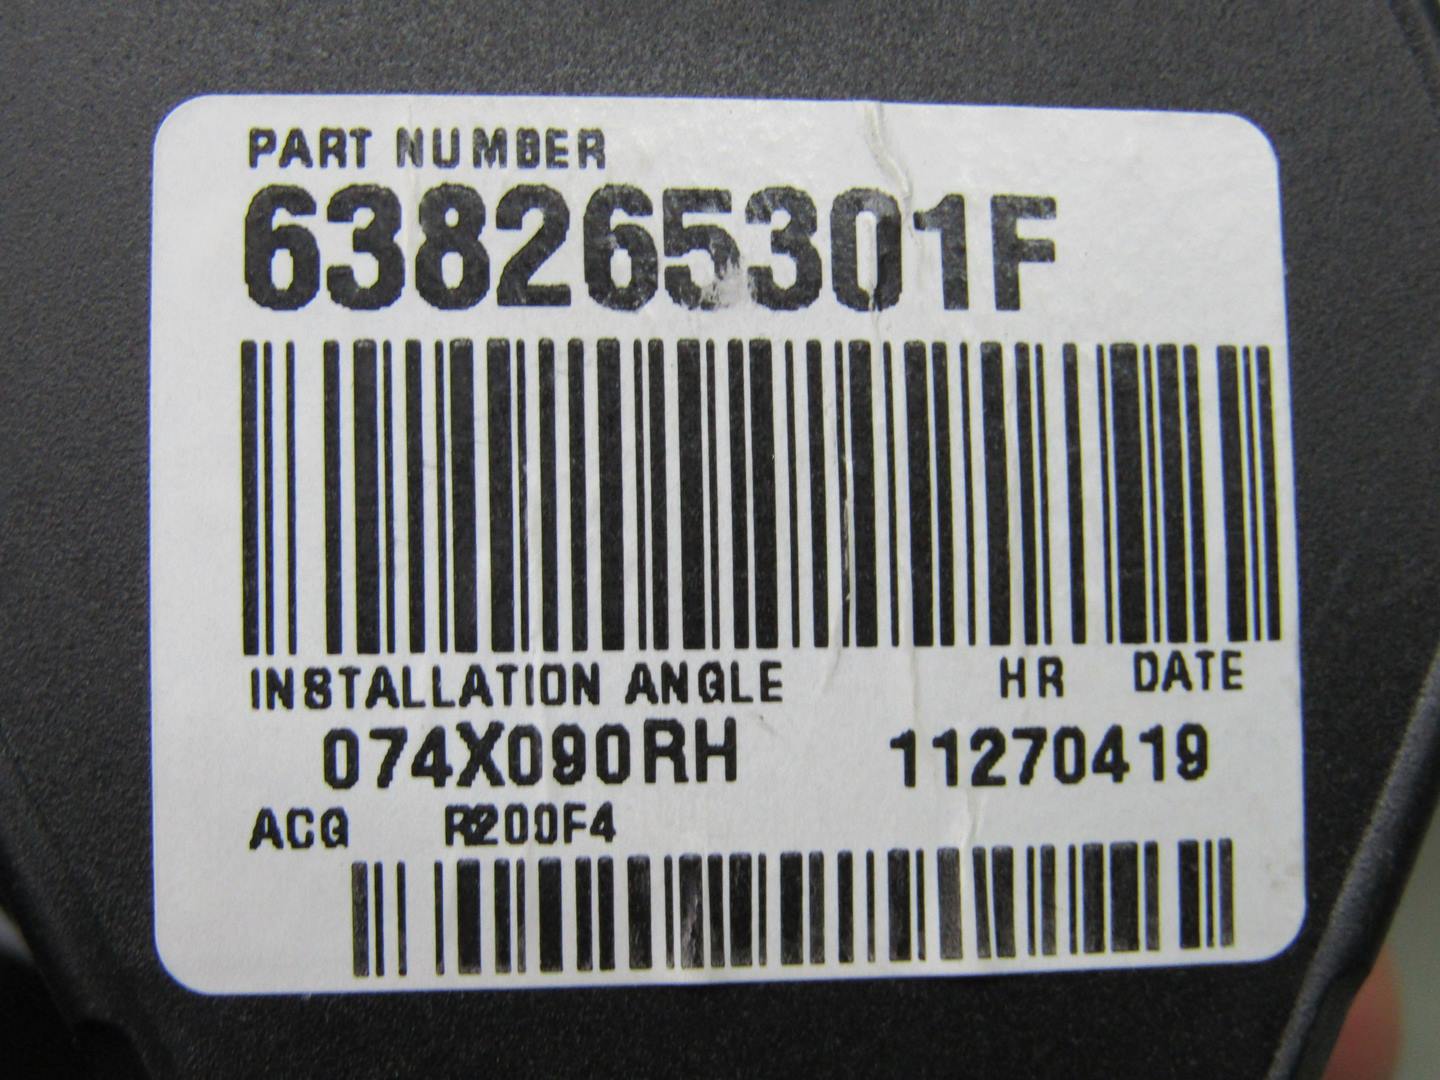 PART NUMBER
638265301F
INSTALLATION ANGLE HR DATE
074X090RH 11270419
ACG R200F4